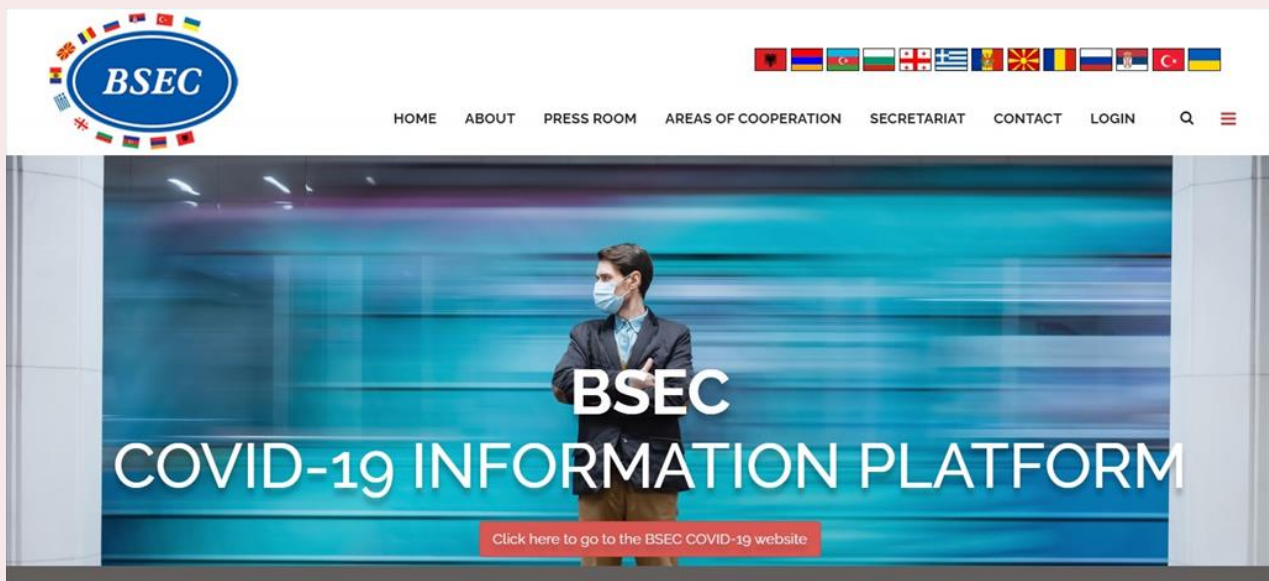 BSEC
HOME ABOUT PRESS ROOM AREAS OF COOPERATION SECRETARIAT CONTACT LOGIN
BSEC
COVID-19 INFORMATION PLATFORM
Click here to go to the BSEC COVID-19 website